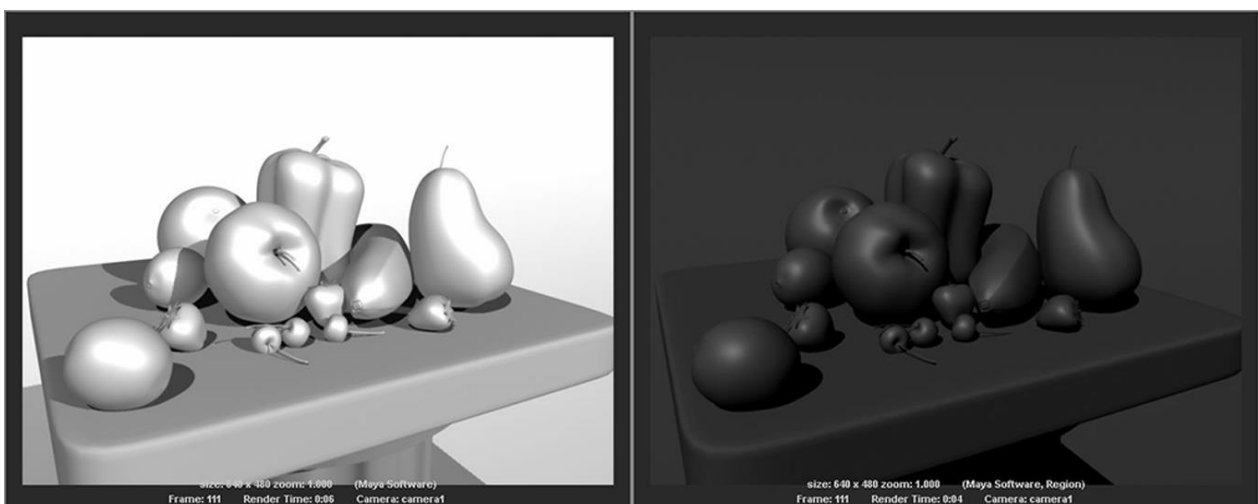 size: 640 x 480 zoom: 1.000 (Maya Software)
Frame: 111 Render Time: 0:06 Camera: camera1
size: 640 x 480 zoom: 1.000 (Maya Software, Region)
Frame: 111 Render Time: 0:04 Camera: camera1